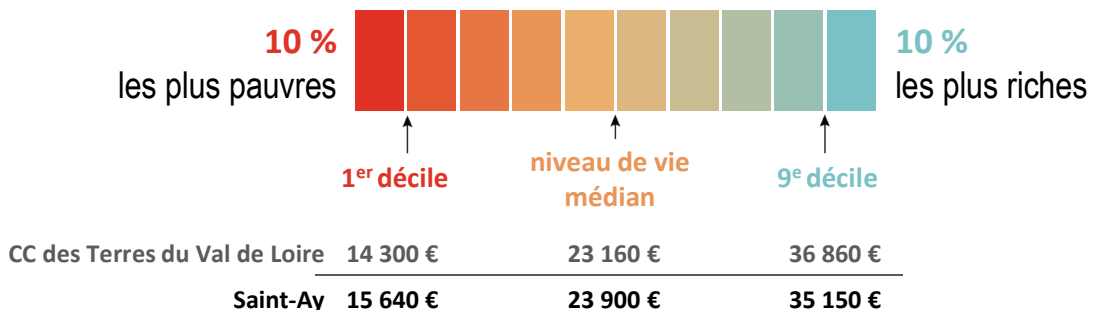 10 %
les plus pauvres
10 %
les plus riches
1er décile
niveau de vie
médian
9e décile
CC des Terres du Val de Loire 14 300 € 23 160 € 36 860 €
Saint-Ay 15 640 € 23 900 € 35 150 €